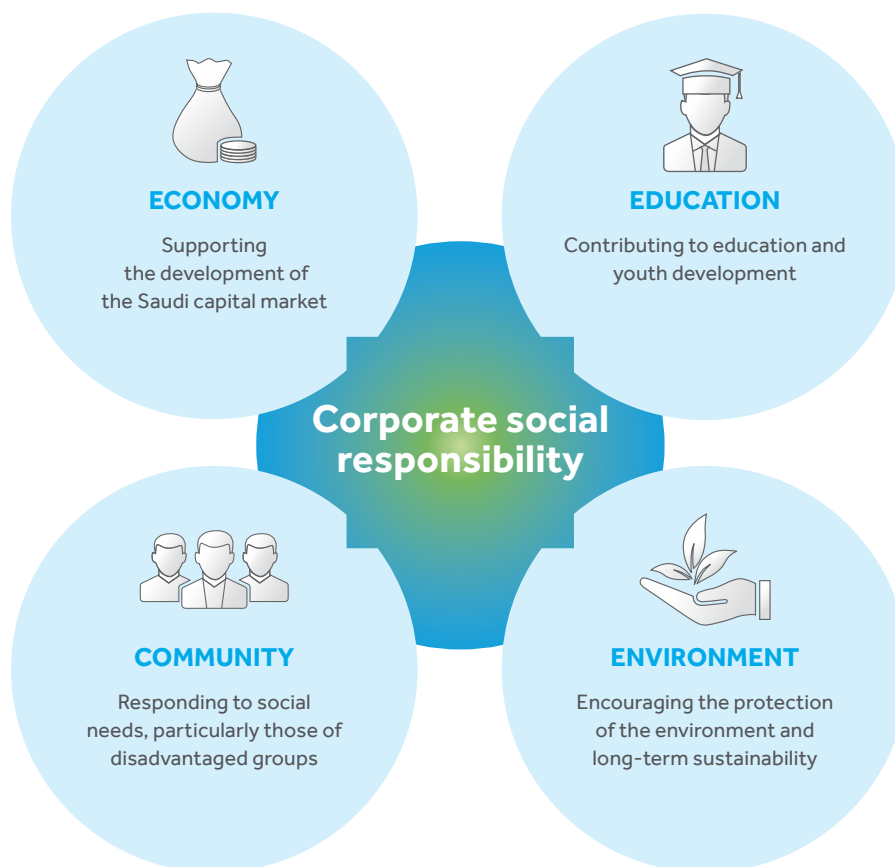 ECONOMY
Supporting
the development of
the Saudi capital market
EDUCATION
Contributing to education and
youth development
Corporate social
responsibility
COMMUNITY
Responding to social
needs, particularly those of
disadvantaged groups
ENVIRONMENT
Encouraging the protection
of the environment and
long-term sustainability